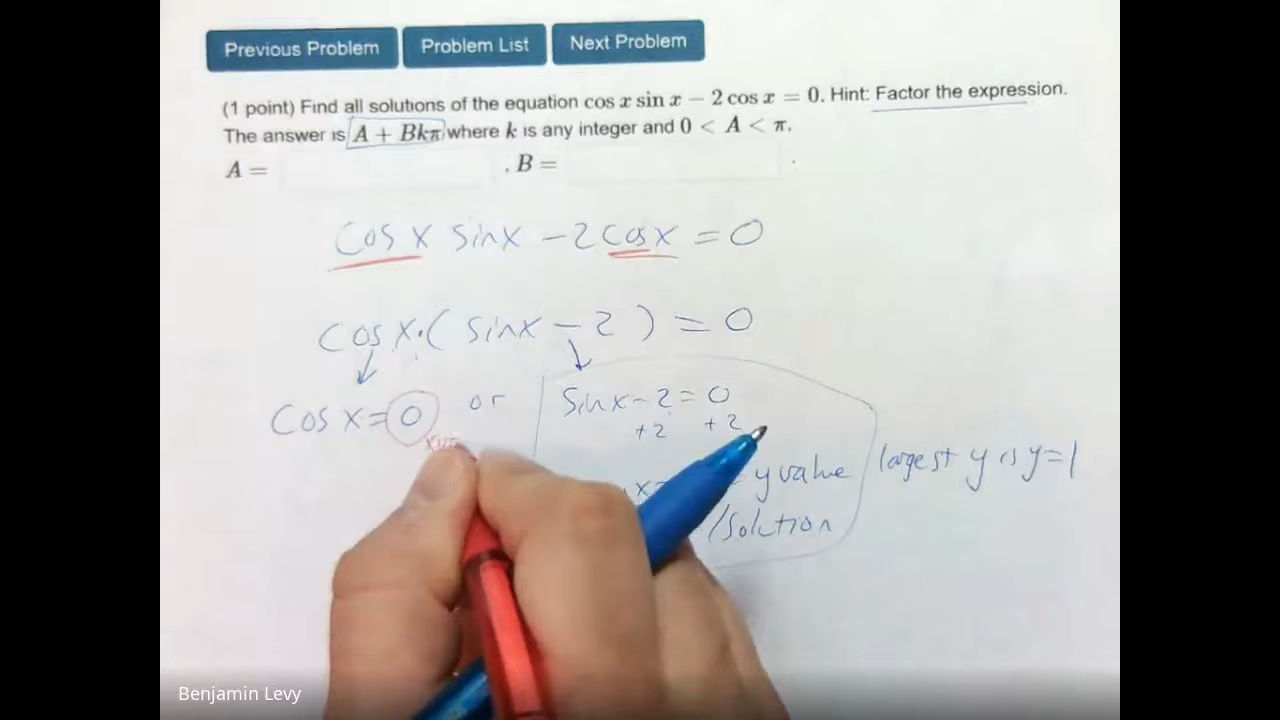 Previous Problem Problem List Next Problem
(1 point) Find all solutions of the equation cos x sin x − 2 cos x = 0. Hint: Factor the expression.
The answer is A + Bkπ where k is any integer and 0 < A < π.
A = , B = .
cos x sin x − 2 cos x = 0
cos x · ( sin x − 2 ) = 0
cos x = 0 or sin x − 2 = 0
+2 +2
x= = y value largest y is y = 1
/solution
Benjamin Levy